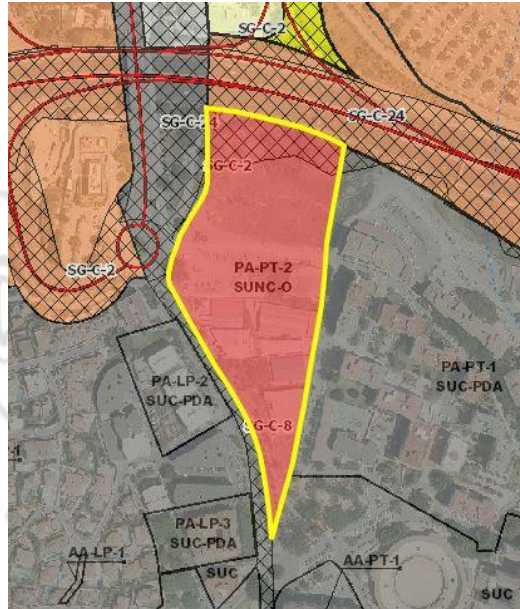 SG-C-2
SG-C-24
SG-C-24
SG-C-2
SG-C-2
PA-PT-2
SUNC-O
PA-PT-1
SUC-PDA
PA-LP-2
SUC-PDA
SG-C-8
PA-LP-3
SUC-PDA
AA-LP-1
SUC
AA-PT-1
SUC